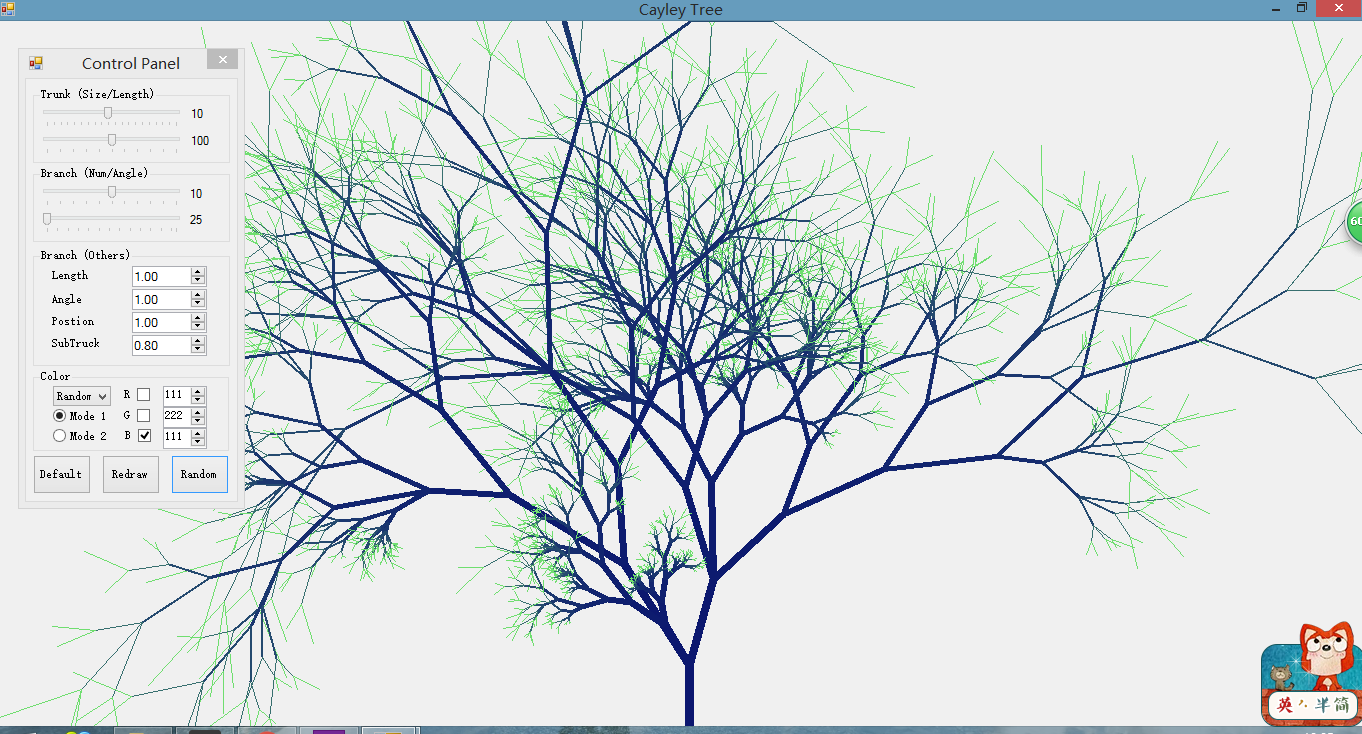 Cayley Tree
Control Panel
Trunk (Size/Length)
10
100
Branch (Num/Angle)
10
25
Branch (Others)
Length 1.00
Angle 1.00
Postion 1.00
SubTruck 0.80
Color
Random R 111
Mode 1 G 222
Mode 2 B 111
Default Redraw Random
60
英 半 简